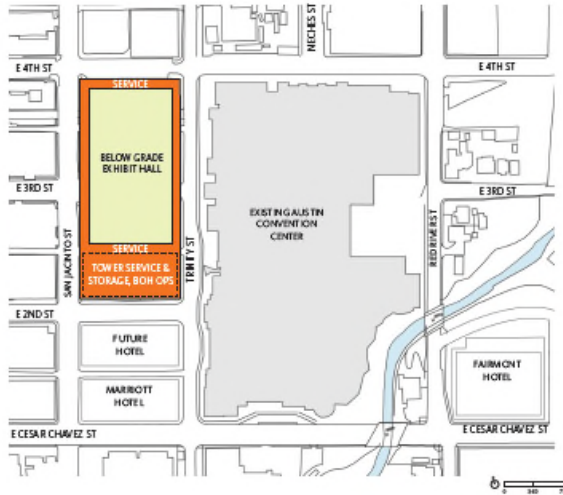 NECHES ST
E 4TH ST
E 4TH ST
SERVICE
BELOW GRADE
EXHIBIT HALL
E 3RD ST
E 3RD ST
EXISTING AUSTIN
CONVENTION
CENTER
SAN JACINTO ST
TRINITY ST
RED RIVER ST
SERVICE
TOWER SERVICE &
STORAGE, BOH OPS
E 2ND ST
FUTURE
HOTEL
MARRIOTT
HOTEL
FAIRMONT
HOTEL
E CESAR CHAVEZ ST
E CESAR CHAVEZ ST
0